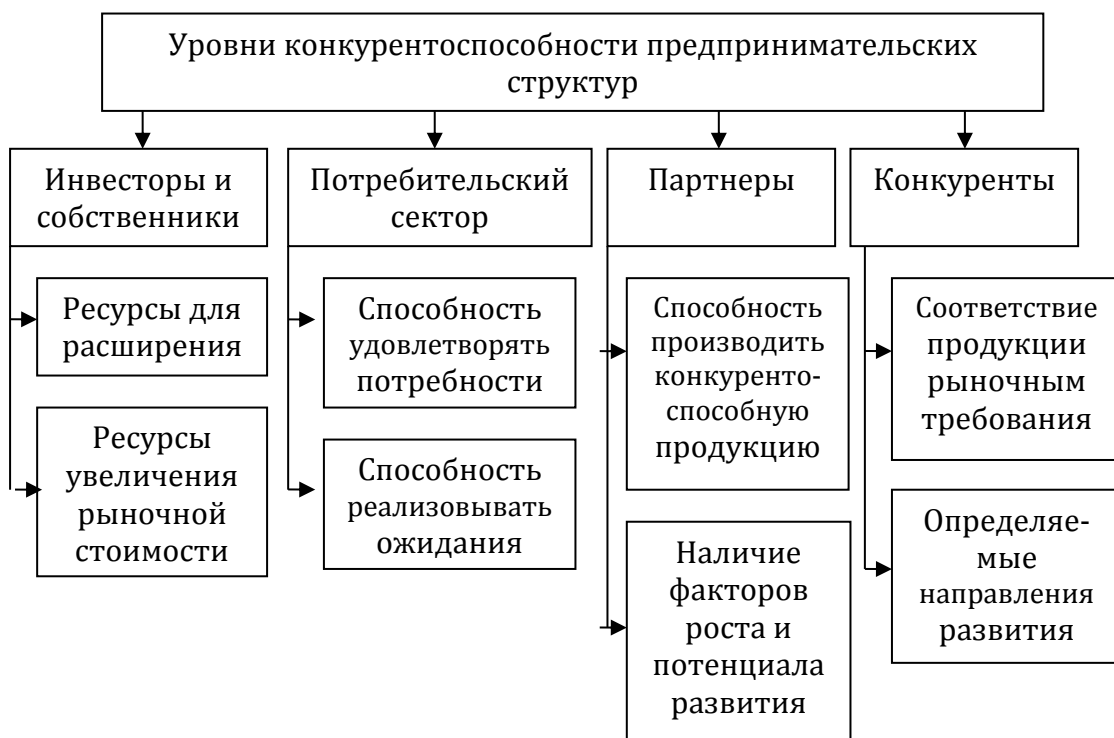 Уровни конкурентоспособности предпринимательских
структур
Инвесторы и
собственники
Потребительский
сектор
Партнеры
Конкуренты
Ресурсы для
расширения
Ресурсы
увеличения
рыночной
стоимости
Способность
удовлетворять
потребности
Способность
реализовывать
ожидания
Способность
производить
конкуренто-
способную
продукцию
Наличие
факторов
роста и
потенциала
развития
Соответствие
продукции
рыночным
требования
Определяе-
мые
направления
развития